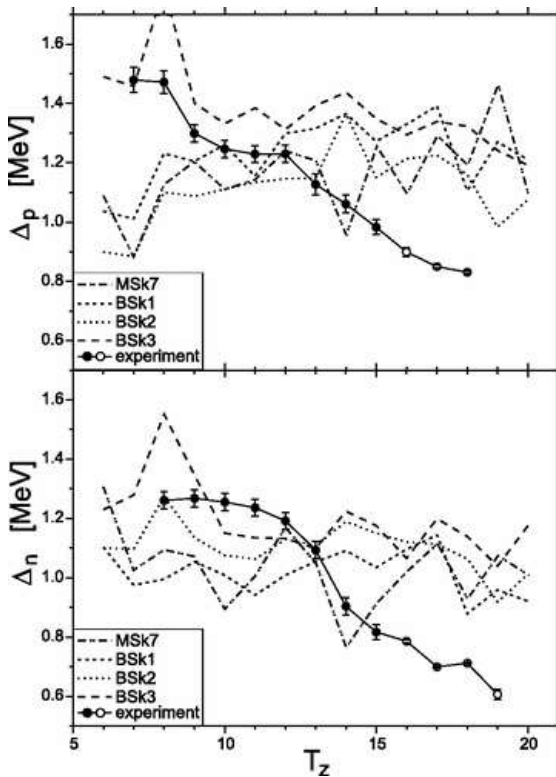 1.6
1.4
1.2
1.0
0.8
0.6
Δp [MeV]
MSk7
BSk1
BSk2
BSk3
experiment
1.6
1.4
1.2
1.0
0.8
0.6
Δn [MeV]
MSk7
BSk1
BSk2
BSk3
experiment
5 10 15 20
Tz